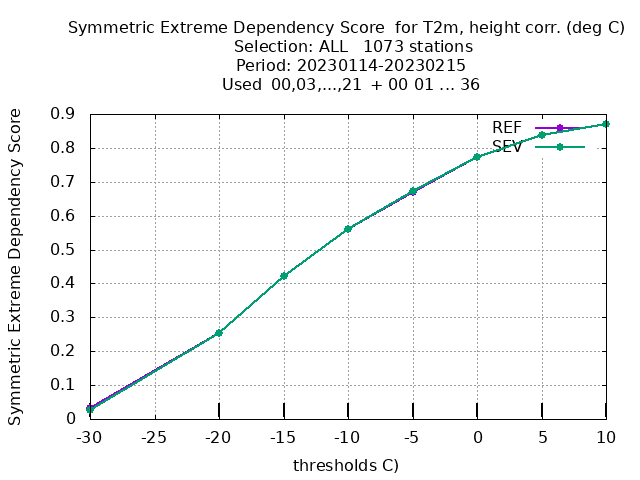 Symmetric Extreme Dependency Score  for T2m, height corr. (deg C)
Selection: ALL   1073 stations
Period: 20230114-20230215
Used  00,03,...,21  + 00 01 ... 36
Symmetric Extreme Dependency Score
0.9
0.8
0.7
0.6
0.5
0.4
0.3
0.2
0.1
0
REF
SEV
-30 -25 -20 -15 -10 -5 0 5 10
thresholds C)